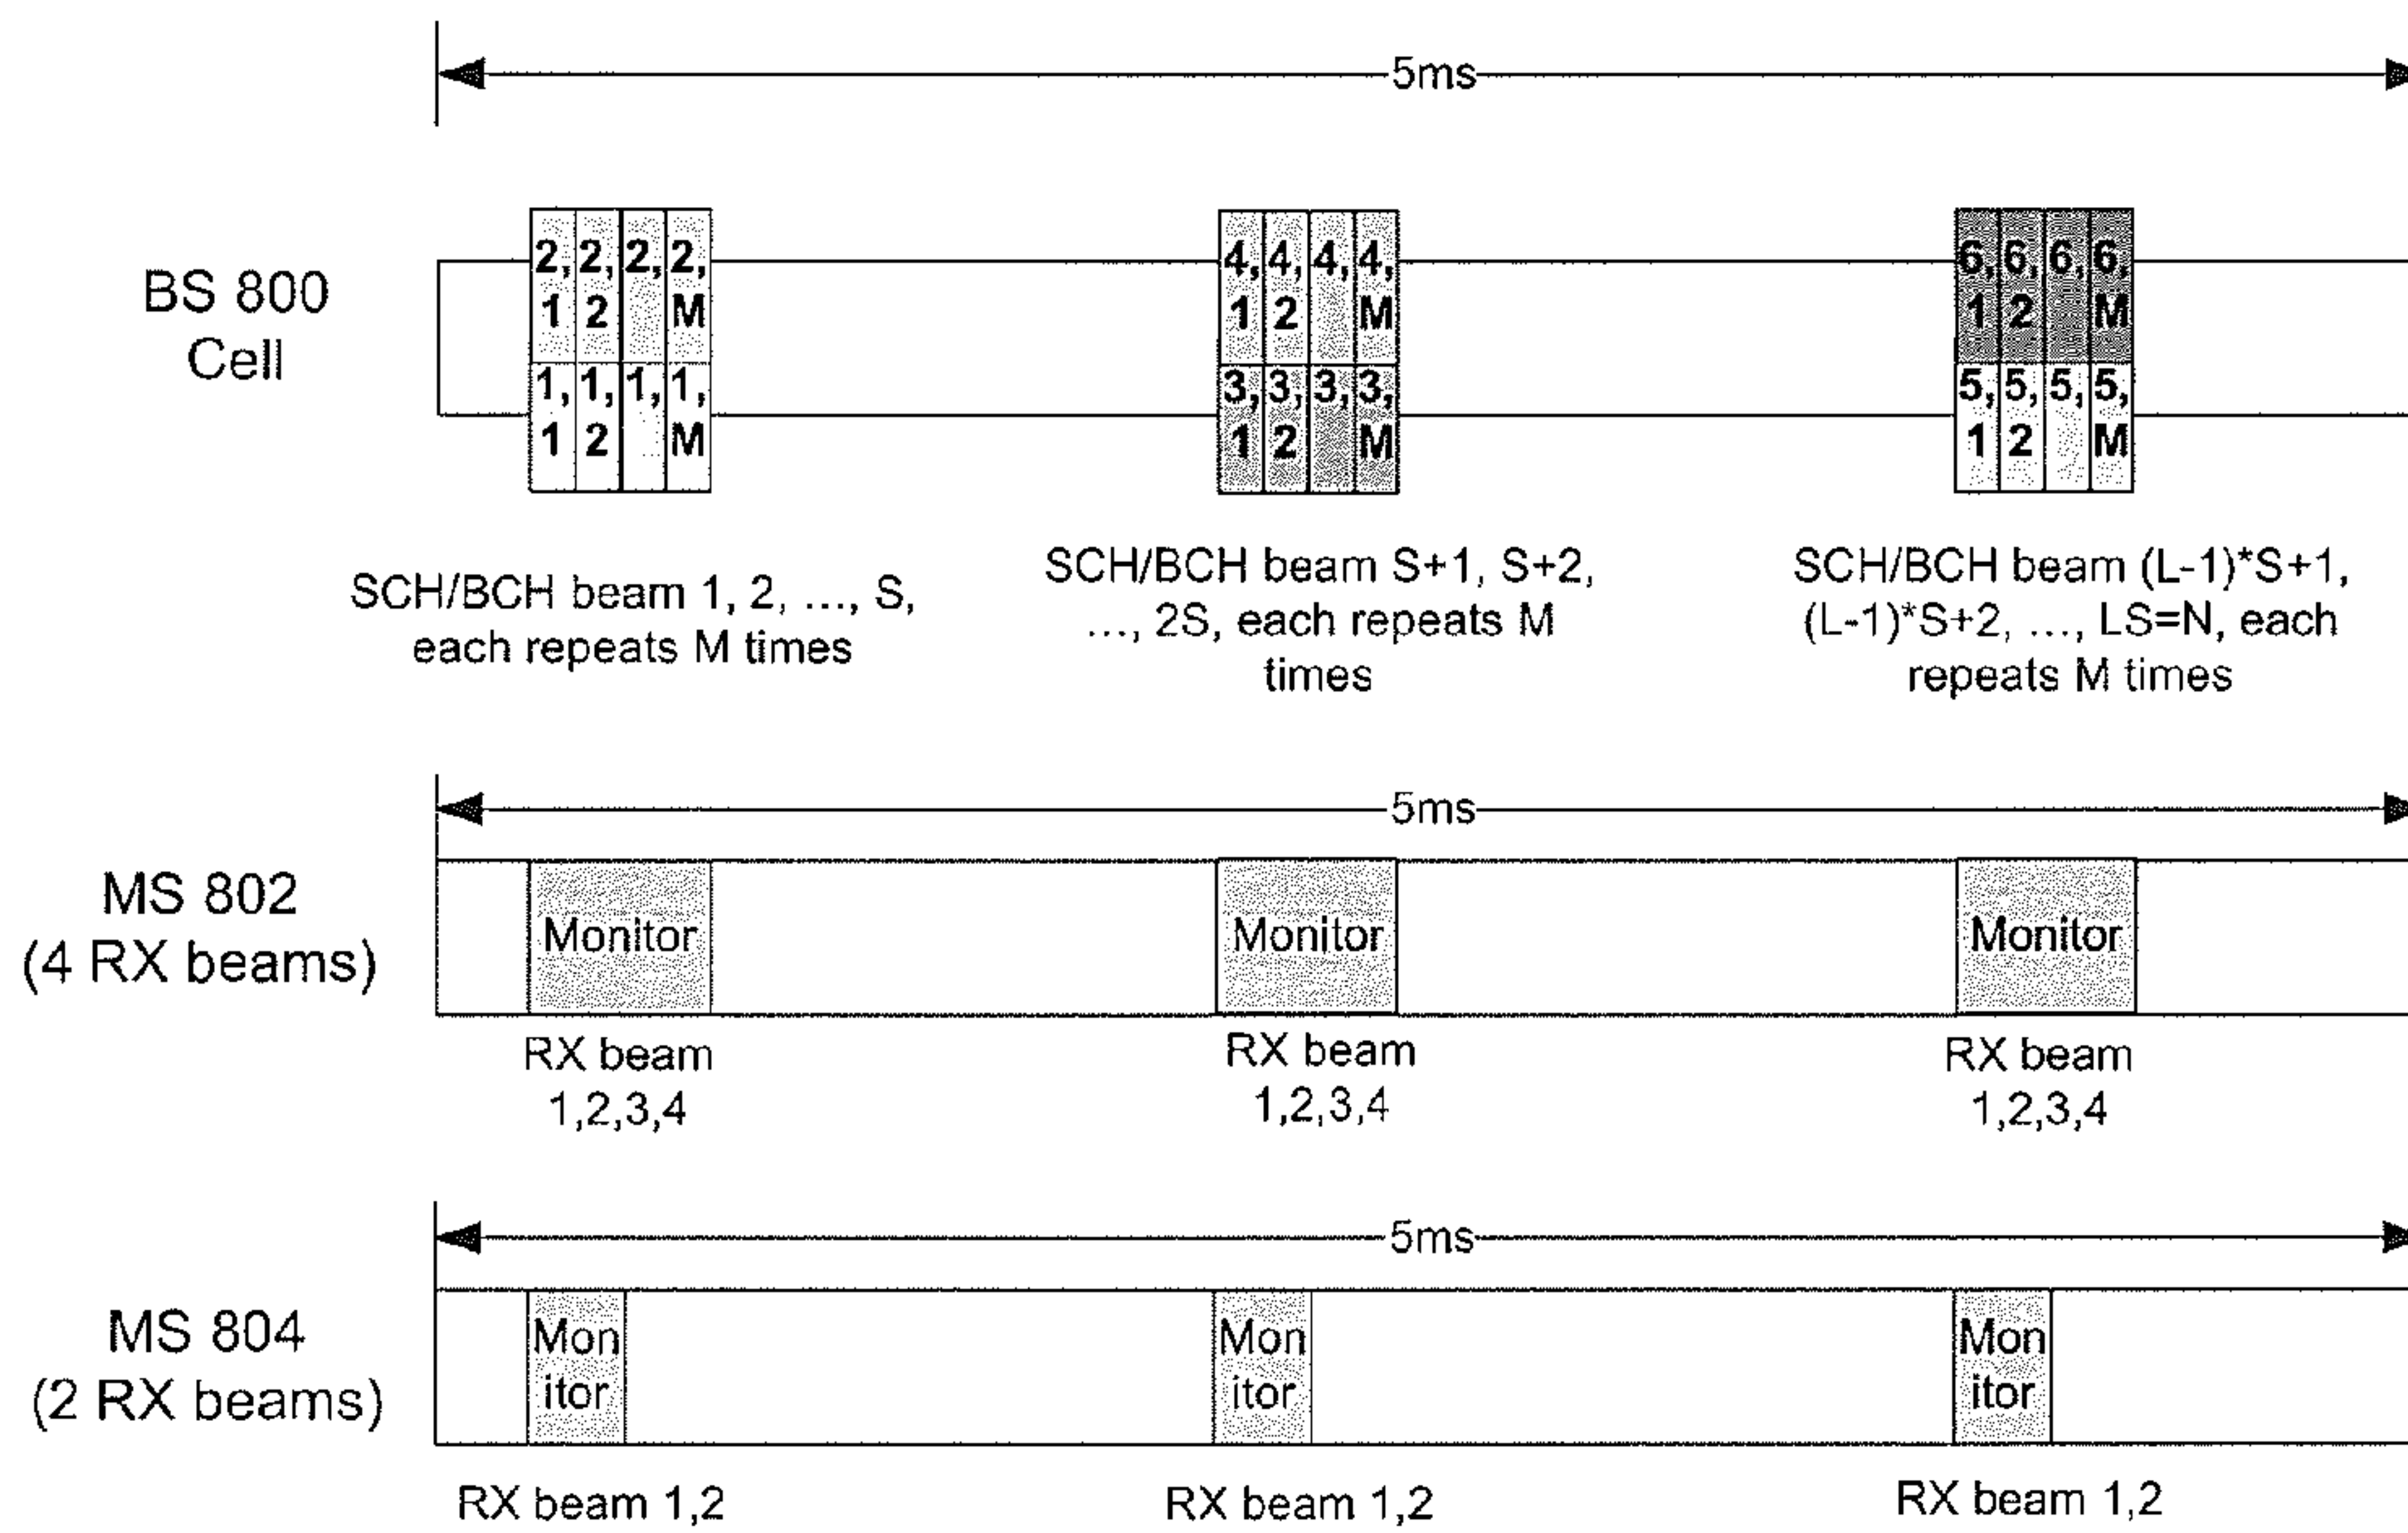 5ms
BS 800
Cell
2, 2, 2, 2,
1 2 M
1, 1, 1, 1,
1 2 M
4, 4, 4, 4,
1 2 M
3, 3, 3, 3,
1 2 M
6, 6, 6, 6,
1 2 M
5, 5, 5, 5,
1 2 M
SCH/BCH beam 1, 2, ..., S,
each repeats M times
SCH/BCH beam S+1, S+2,
..., 2S, each repeats M
times
SCH/BCH beam (L-1)*S+1,
(L-1)*S+2, ..., LS=N, each
repeats M times
5ms
MS 802
(4 RX beams)
Monitor
Monitor
Monitor
RX beam
1,2,3,4
RX beam
1,2,3,4
RX beam
1,2,3,4
5ms
MS 804
(2 RX beams)
Mon
itor
Mon
itor
Mon
itor
RX beam 1,2
RX beam 1,2
RX beam 1,2